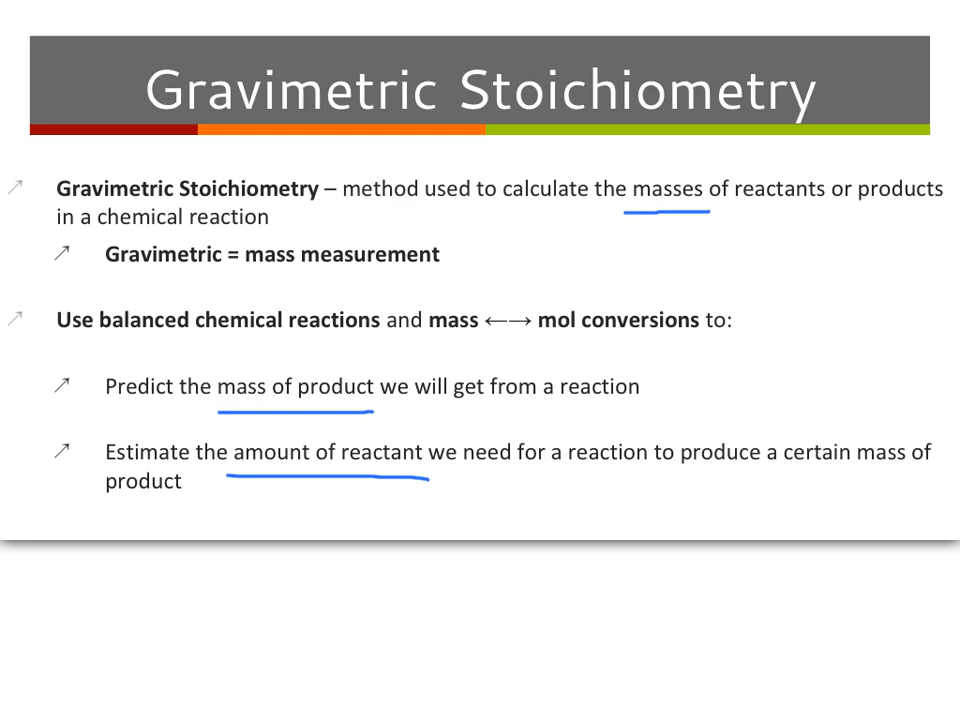 Gravimetric Stoichiometry
Gravimetric Stoichiometry – method used to calculate the masses of reactants or products
in a chemical reaction
Gravimetric = mass measurement
Use balanced chemical reactions and mass ←→ mol conversions to:
Predict the mass of product we will get from a reaction
Estimate the amount of reactant we need for a reaction to produce a certain mass of
product